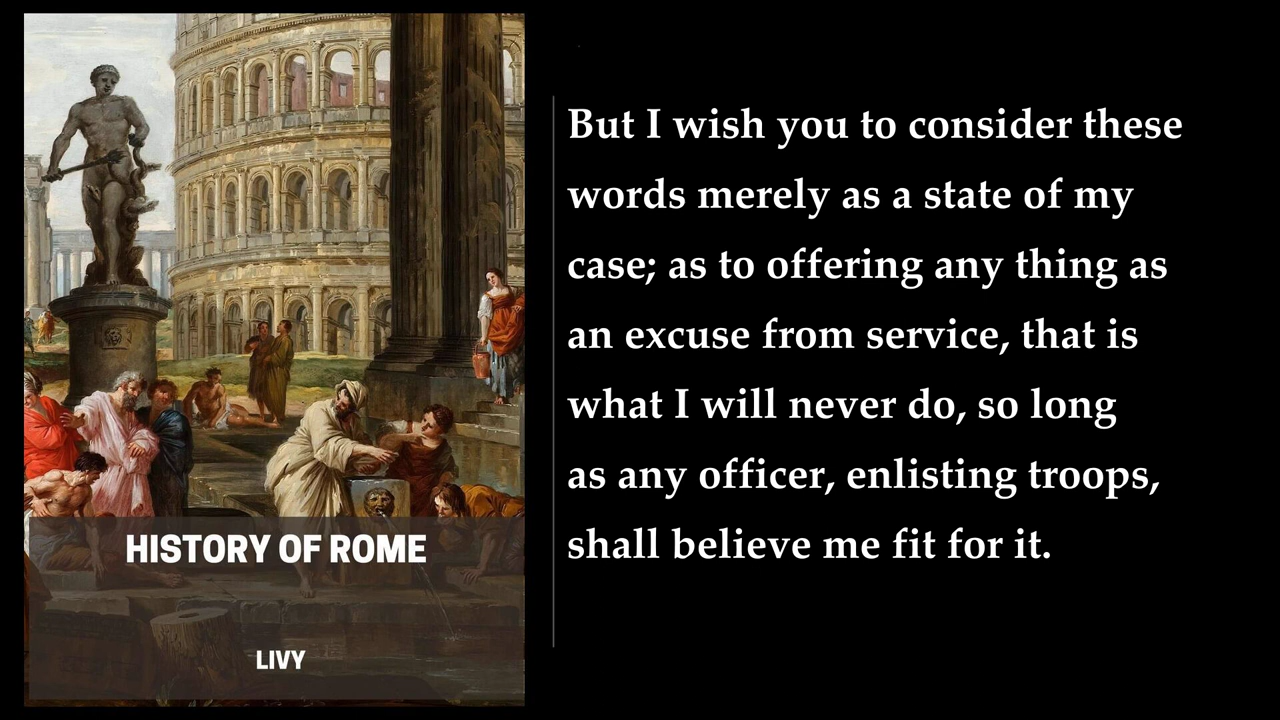 HISTORY OF ROME
LIVY
But I wish you to consider these
words merely as a state of my
case; as to offering any thing as
an excuse from service, that is
what I will never do, so long
as any officer, enlisting troops,
shall believe me fit for it.